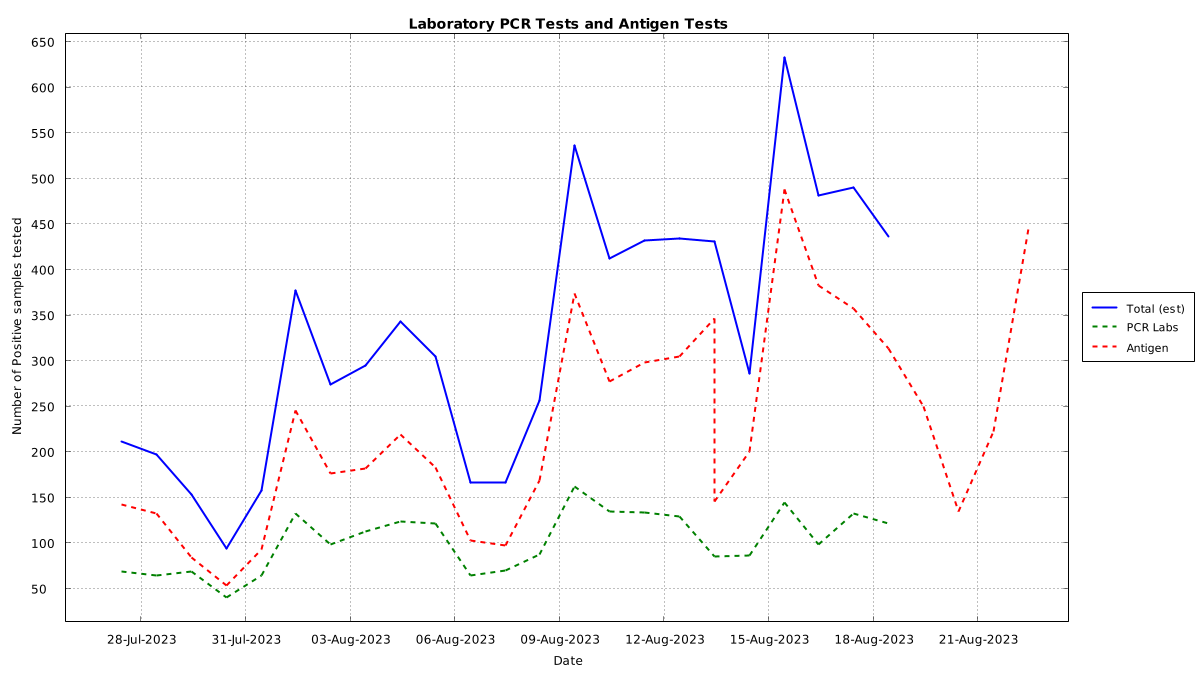 Laboratory PCR Tests and Antigen Tests
Number of Positive samples tested
650
600
550
500
450
400
350
300
250
200
150
100
50
28-Jul-2023
31-Jul-2023
03-Aug-2023
06-Aug-2023
09-Aug-2023
12-Aug-2023
15-Aug-2023
18-Aug-2023
21-Aug-2023
Date
Total (est)
PCR Labs
Antigen